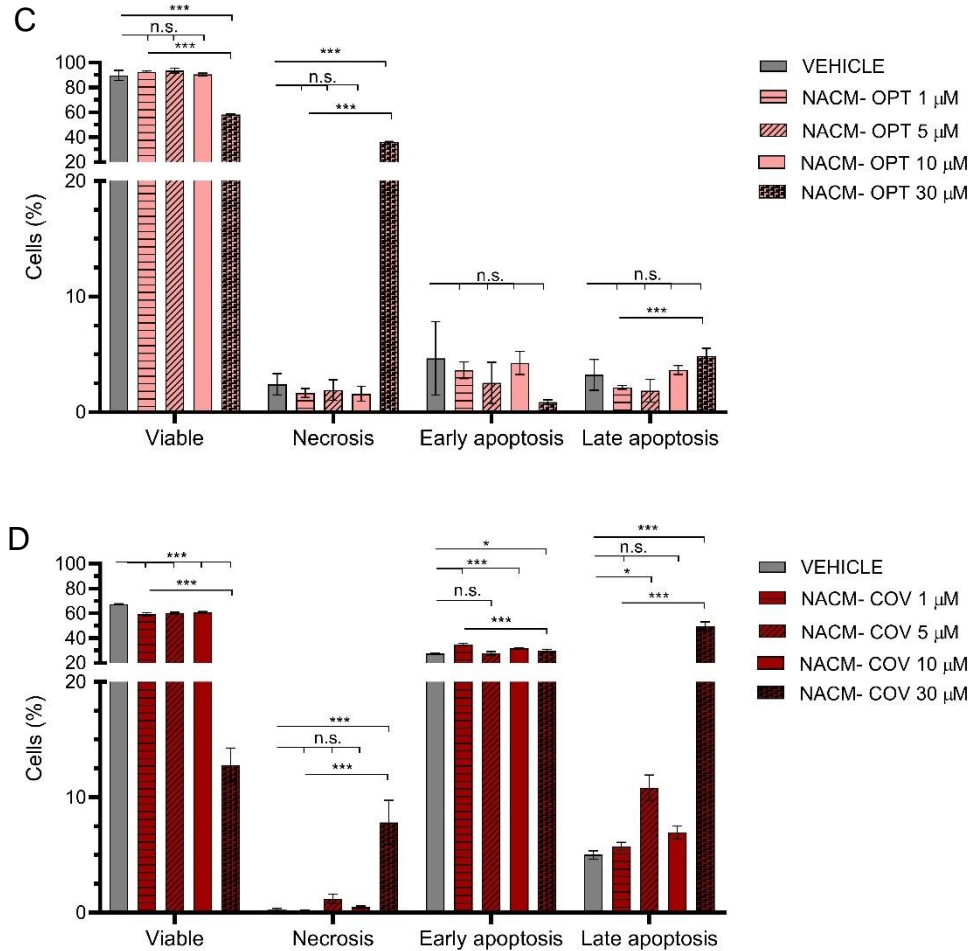 C
***
n.s.
***
***
n.s.
***
n.s.
n.s.
***
Cells (%)
100
80
60
40
20
20
10
0
Viable
Necrosis
Early apoptosis
Late apoptosis
VEHICLE
NACM- OPT 1 μM
NACM- OPT 5 μM
NACM- OPT 10 μM
NACM- OPT 30 μM
D
***
***
***
n.s.
***
*
***
n.s.
***
***
n.s.
*
***
Cells (%)
100
80
60
40
20
20
10
5
0
Viable
Necrosis
Early apoptosis
Late apoptosis
VEHICLE
NACM- COV 1 μM
NACM- COV 5 μM
NACM- COV 10 μM
NACM- COV 30 μM